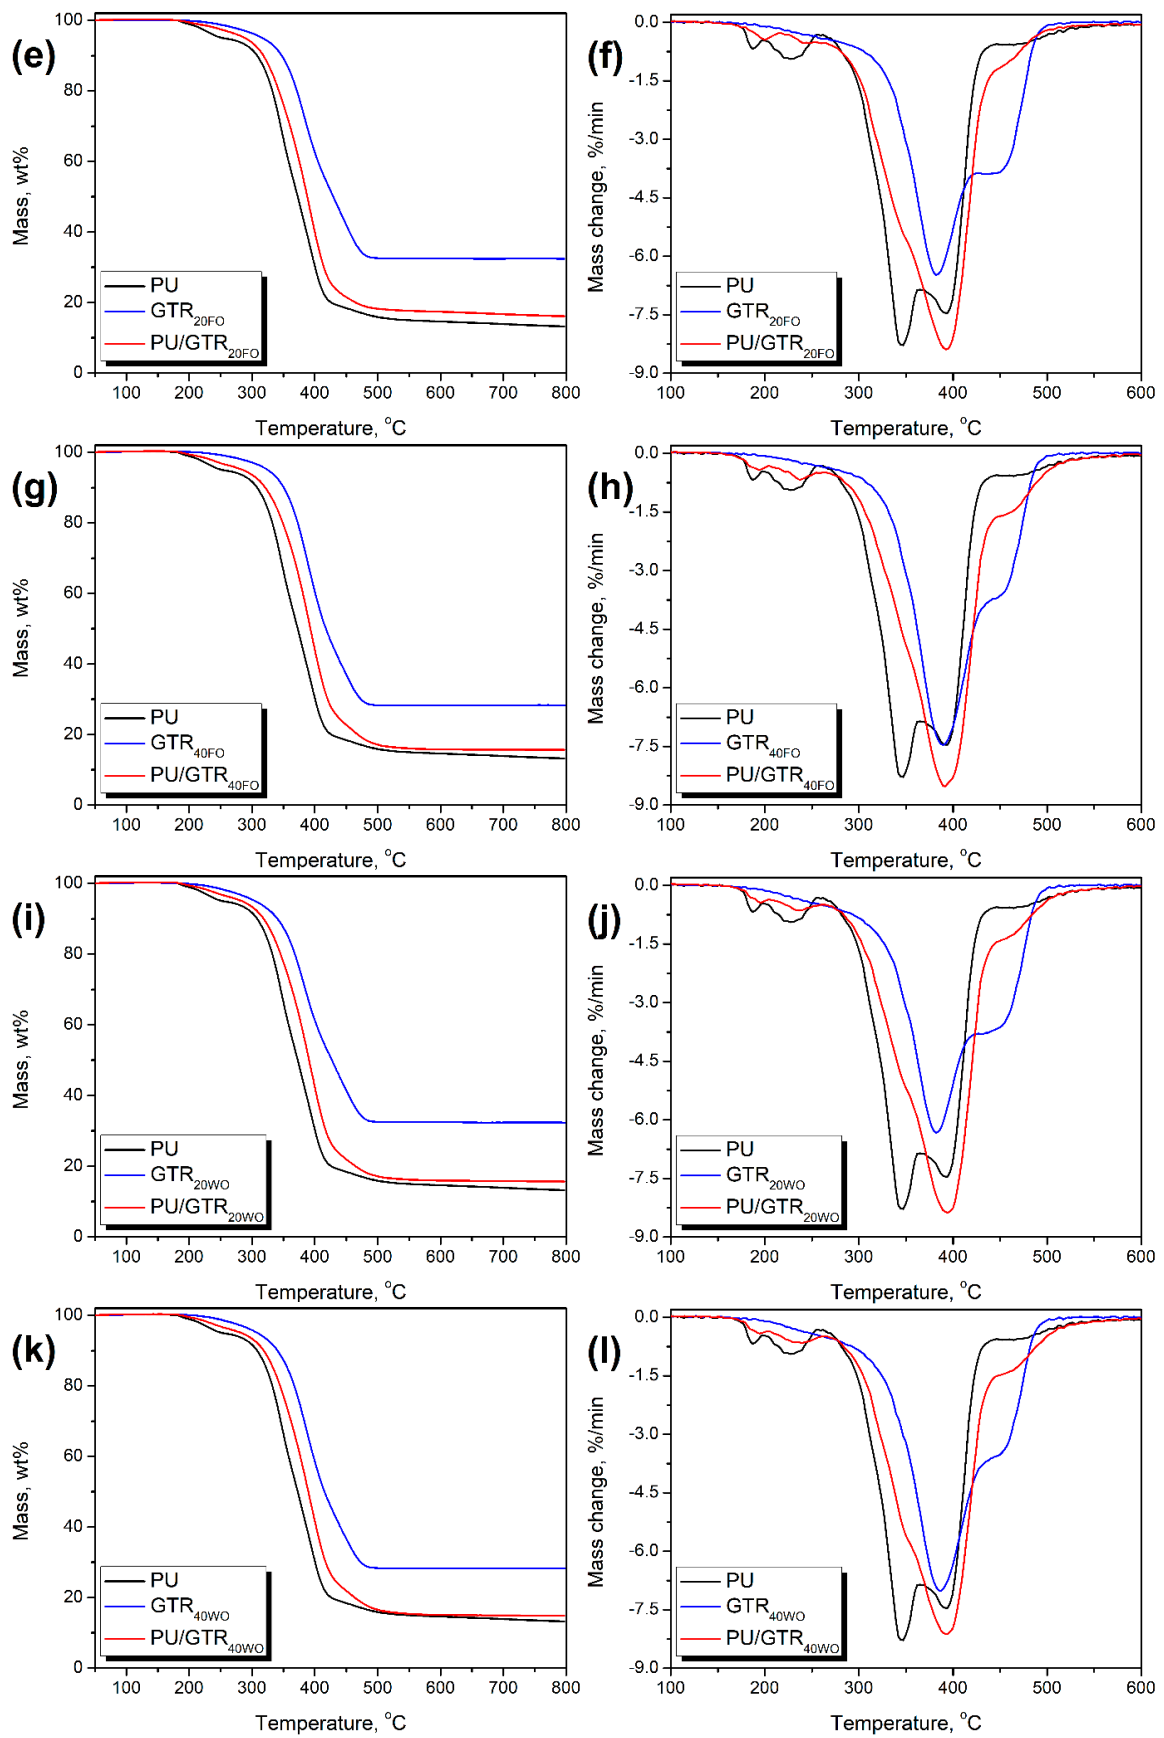 (e)
100
80
60
40
20
0
Mass, wt%
PU
GTR20FO
PU/GTR20FO
100 200 300 400 500 600 700 800
Temperature, oC
(f)
0.0
-1.5
-3.0
-4.5
-6.0
-7.5
-9.0
Mass change, %/min
PU
GTR20FO
PU/GTR20FO
100 200 300 400 500 600
Temperature, oC
(g)
100
80
60
40
20
0
Mass, wt%
PU
GTR40FO
PU/GTR40FO
100 200 300 400 500 600 700 800
Temperature, oC
(h)
0.0
-1.5
-3.0
-4.5
-6.0
-7.5
-9.0
Mass change, %/min
PU
GTR40FO
PU/GTR40FO
100 200 300 400 500 600
Temperature, oC
(i)
100
80
60
40
20
0
Mass, wt%
PU
GTR20WO
PU/GTR20WO
100 200 300 400 500 600 700 800
Temperature, oC
(j)
0.0
-1.5
-3.0
-4.5
-6.0
-7.5
-9.0
Mass change, %/min
PU
GTR20WO
PU/GTR20WO
100 200 300 400 500 600
Temperature, oC
(k)
100
80
60
40
20
0
Mass, wt%
PU
GTR40WO
PU/GTR40WO
100 200 300 400 500 600 700 800
Temperature, oC
(l)
0.0
-1.5
-3.0
-4.5
-6.0
-7.5
-9.0
Mass change, %/min
PU
GTR40WO
PU/GTR40WO
100 200 300 400 500 600
Temperature, oC